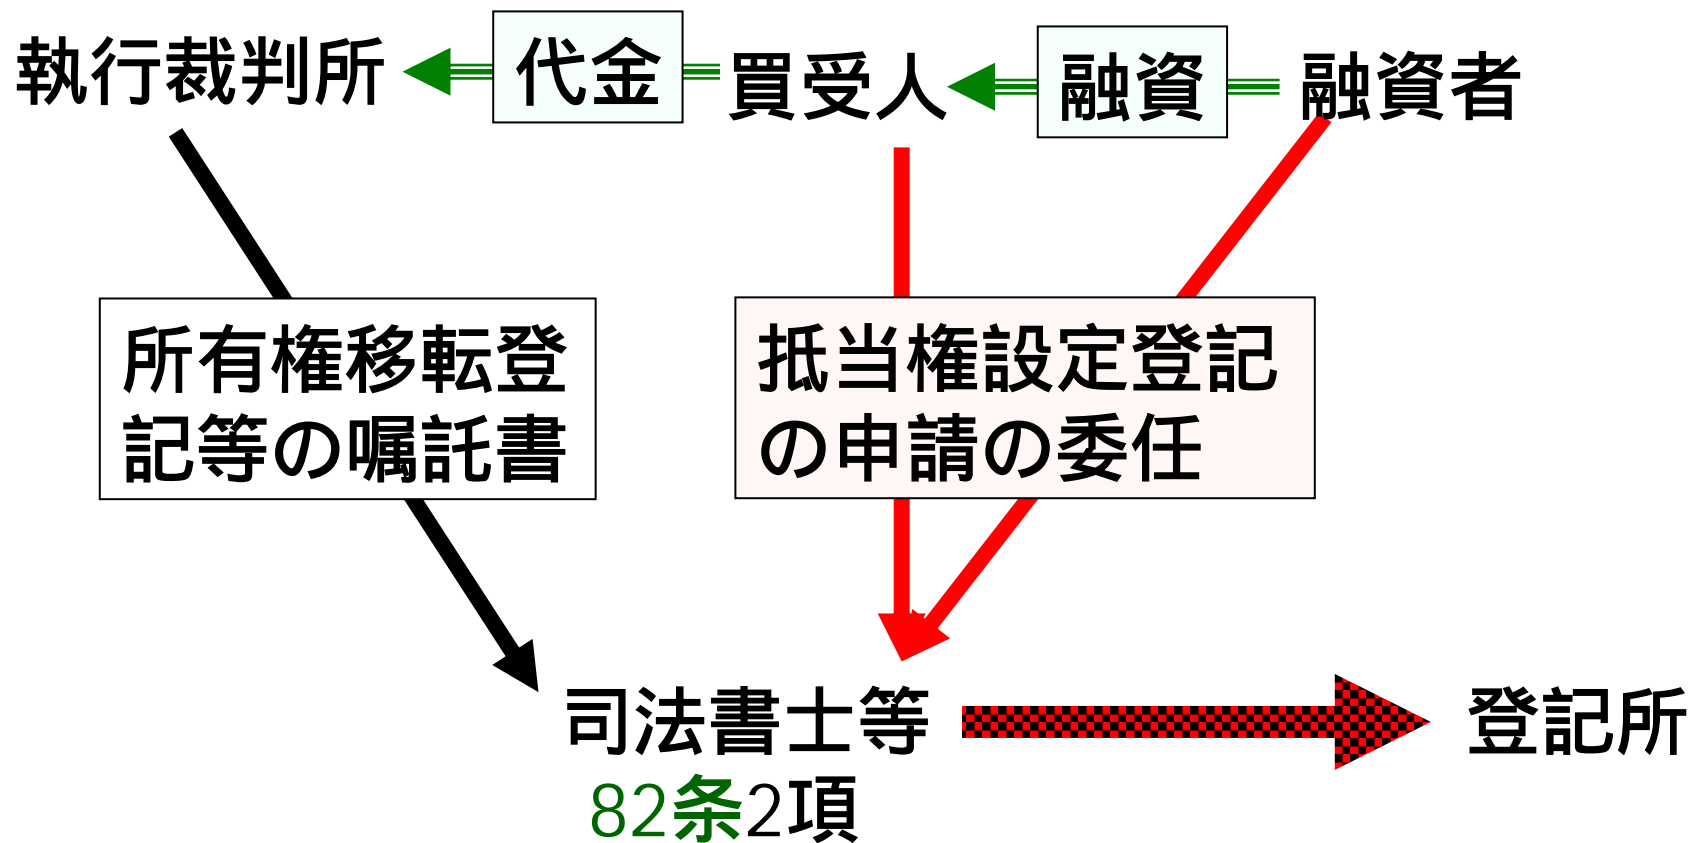 執行裁判所
代金
買受人
融資
融資者
所有権移転登
記等の嘱託書
抵当権設定登記
の申請の委任
司法書士等
82条2項
登記所